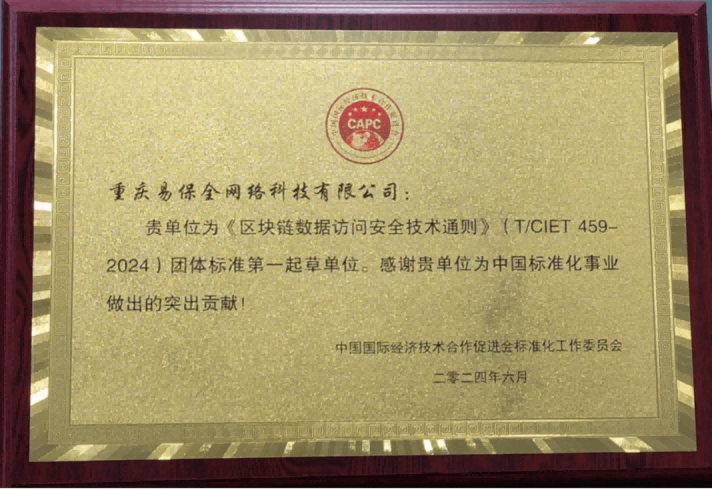 CAPC
重庆易保全网络科技有限公司：
贵单位为《区块链数据访问安全技术通则》（T/CIET 459-
2024）团体标准第一起草单位。感谢贵单位为中国标准化事业
做出的突出贡献！
中国国际经济技术合作促进会标准化工作委员会
二零二四年六月